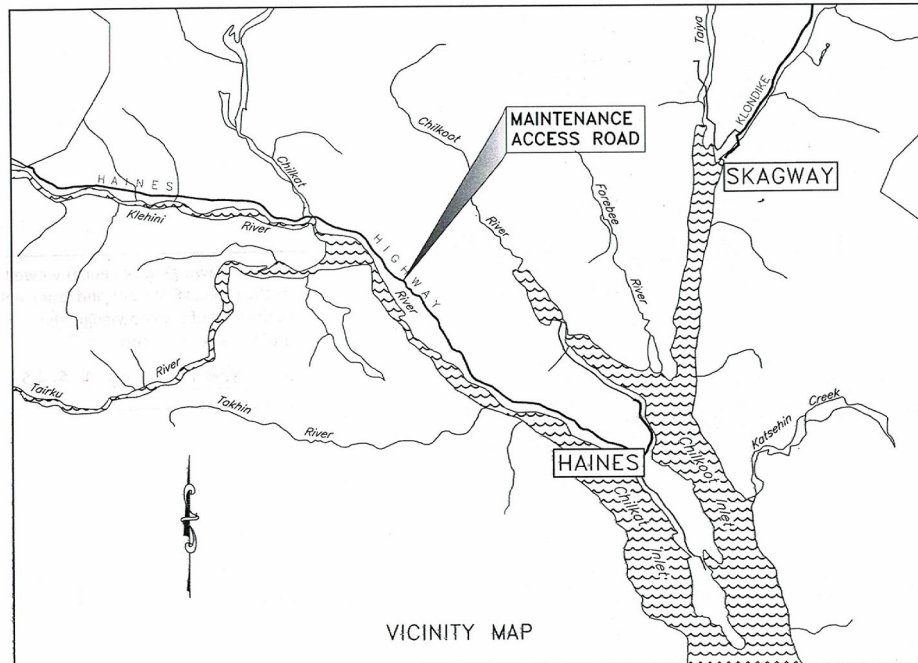 Taiya
KLONDIKE
SKAGWAY
MAINTENANCE
ACCESS ROAD
Chilkoot
River
Forebee
River
Chilkat
HAINES
HIGHWAY
Klehini
River
River
Tairku
River
Takhin
River
HAINES
Chilkat
Inlet
Chilkoot
Inlet
Katsehin
Creek
VICINITY MAP